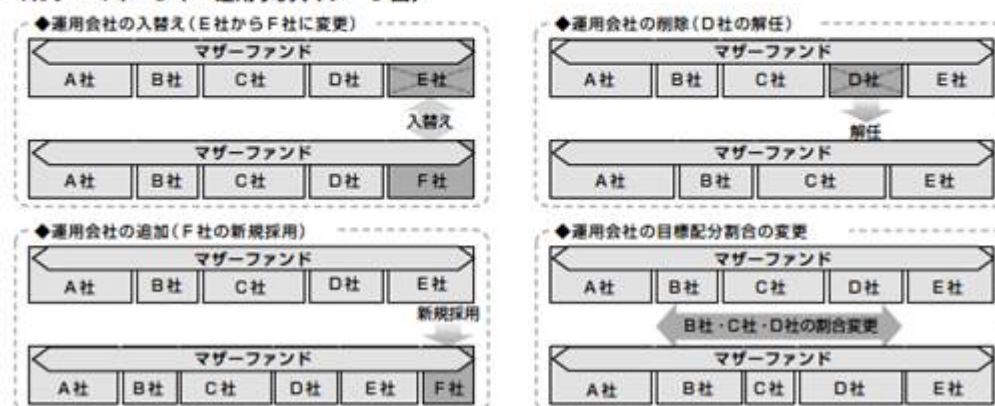 ◆運用会社の入替え(E社からF社に変更)
マザーファンド
A社 B社 C社 D社 E社
入替え
マザーファンド
A社 B社 C社 D社 F社
◆運用会社の削除(D社の解任)
マザーファンド
A社 B社 C社 D社 E社
解任
マザーファンド
A社 B社 C社 E社
◆運用会社の追加(F社の新規採用)
マザーファンド
A社 B社 C社 D社 E社
新規採用
マザーファンド
A社 B社 C社 D社 E社 F社
◆運用会社の目標配分割合の変更
マザーファンド
A社 B社 C社 D社 E社
B社・C社・D社の割合変更
マザーファンド
A社 B社 C社 D社 E社